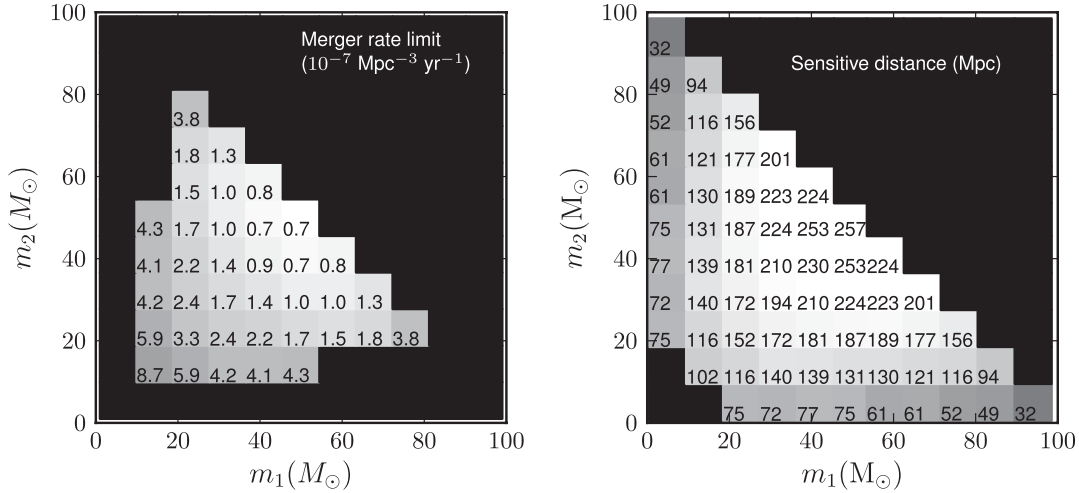 Merger rate limit
(10⁻⁷ Mpc⁻³ yr⁻¹)
100
80
60
40
20
0
m₂(M⊙)
3.8
1.8 1.3
1.5 1.0 0.8
4.3 1.7 1.0 0.7 0.7
4.1 2.2 1.4 0.9 0.7 0.8
4.2 2.4 1.7 1.4 1.0 1.0 1.3
5.9 3.3 2.4 2.2 1.7 1.5 1.8 3.8
8.7 5.9 4.2 4.1 4.3
0 20 40 60 80 100
m₁(M⊙)
Sensitive distance (Mpc)
100
80
60
40
20
0
m₂(M⊙)
32
49 94
52 116 156
61 121 177 201
61 130 189 223 224
75 131 187 224 253 257
77 139 181 210 230 253 224
72 140 172 194 210 224 223 201
75 116 152 172 181 187 189 177 156
102 116 140 139 131 130 121 116 94
75 72 77 75 61 61 52 49 32
0 20 40 60 80 100
m₁(M⊙)